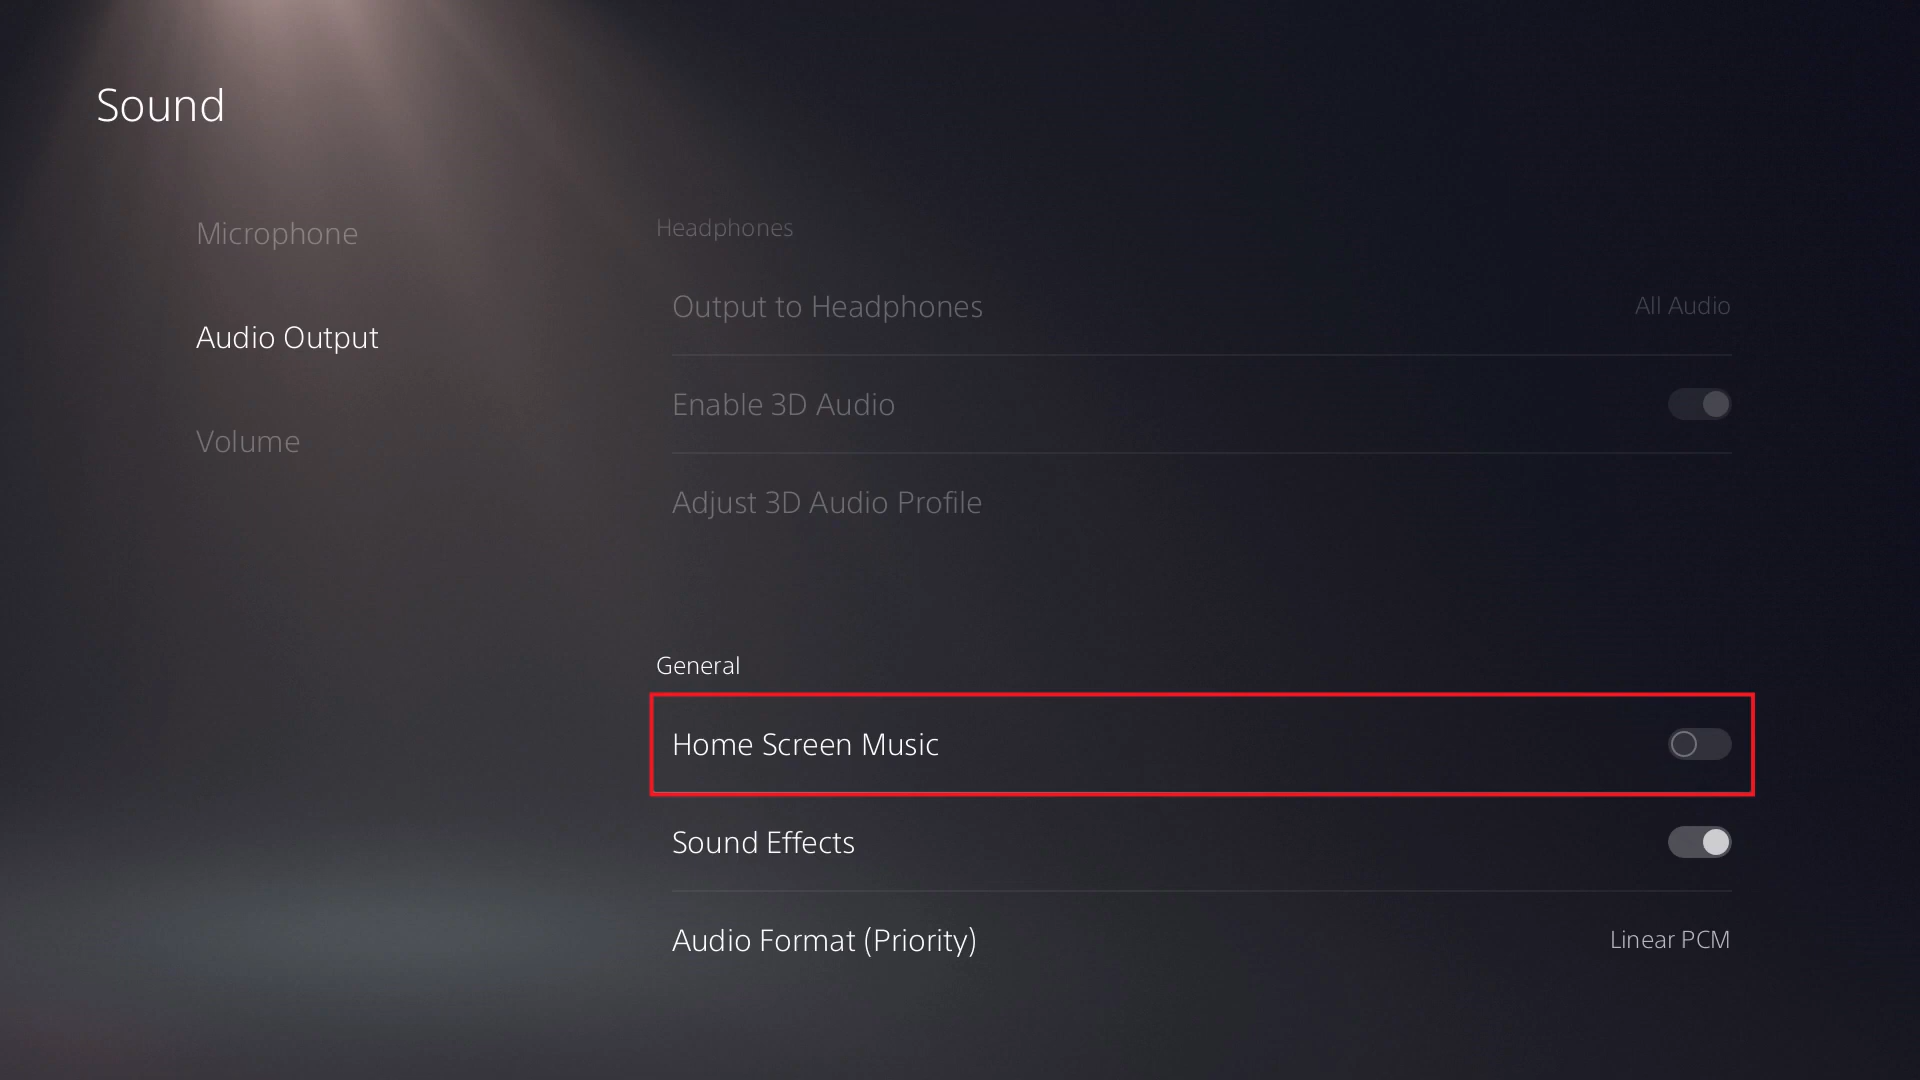 Sound
Microphone
Audio Output
Volume
Headphones
Output to Headphones All Audio
Enable 3D Audio
Adjust 3D Audio Profile
General
Home Screen Music
Sound Effects
Audio Format (Priority) Linear PCM